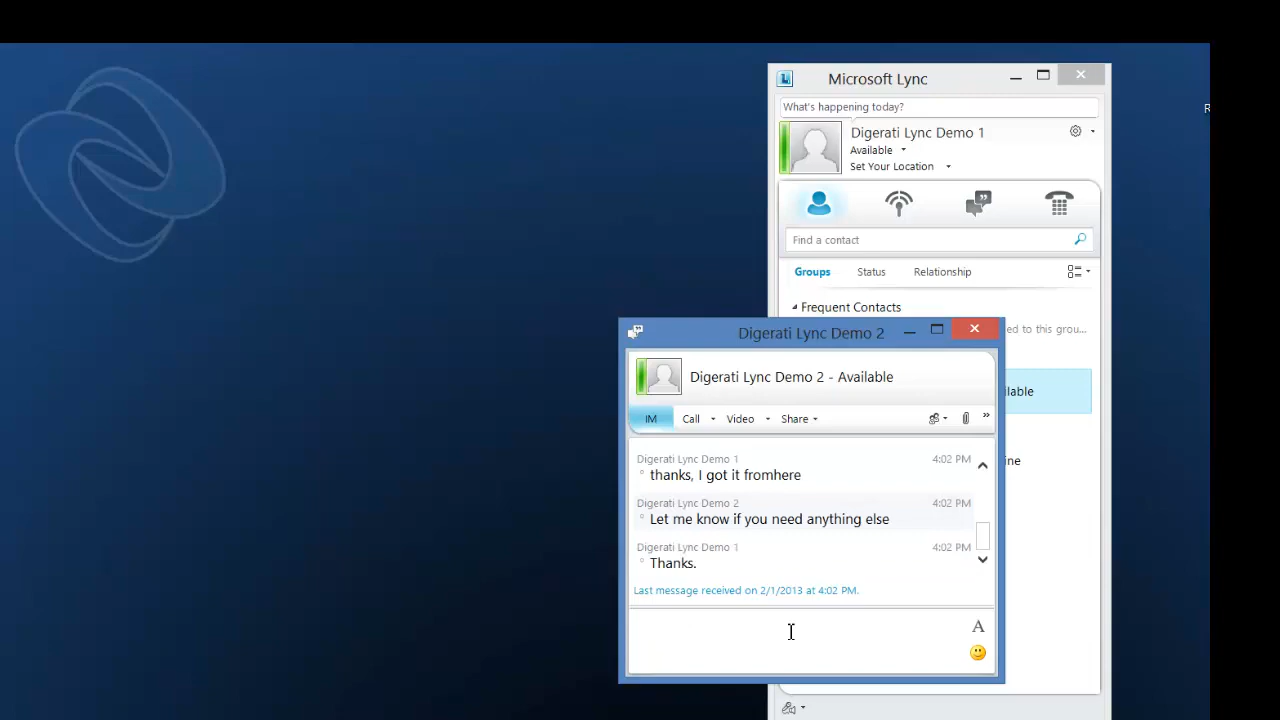 Microsoft Lync
What's happening today?
Digerati Lync Demo 1
Available
Set Your Location
Find a contact
Groups Status Relationship
Frequent Contacts
ed to this grou...
lable
ine
Digerati Lync Demo 2
Digerati Lync Demo 2 - Available
IM Call Video Share
Digerati Lync Demo 1 4:02 PM
thanks, I got it fromhere
Digerati Lync Demo 2 4:02 PM
Let me know if you need anything else
Digerati Lync Demo 1 4:02 PM
Thanks.
Last message received on 2/1/2013 at 4:02 PM.
A
R